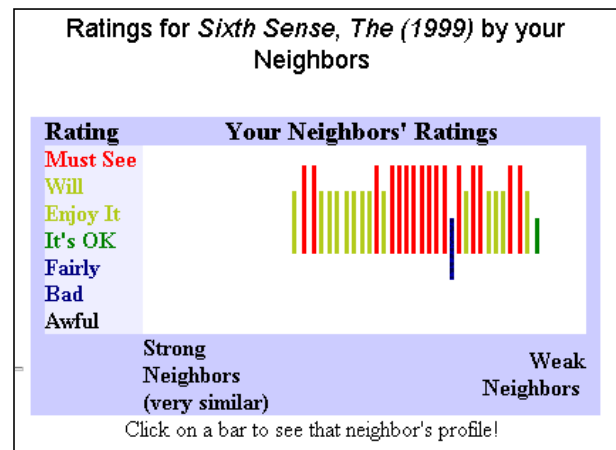 Ratings for Sixth Sense, The (1999) by your
Neighbors
Rating Your Neighbors' Ratings
Must See
Will
Enjoy It
It's OK
Fairly
Bad
Awful
Strong
Neighbors
(very similar)
Weak
Neighbors
Click on a bar to see that neighbor's profile!